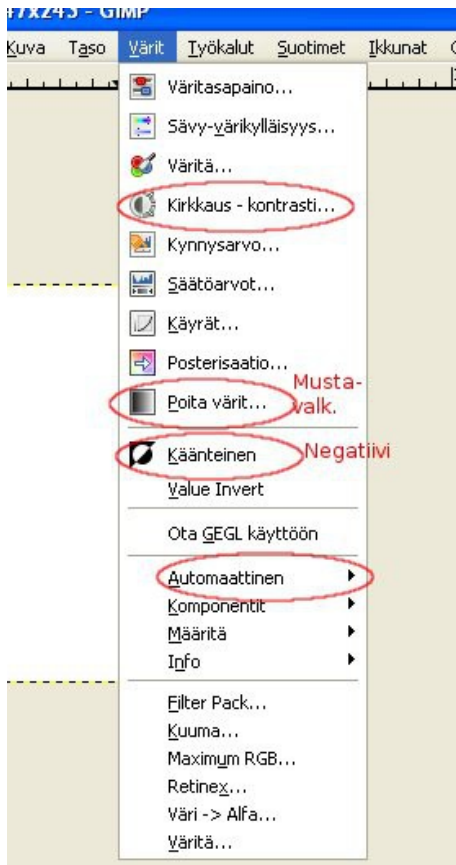 47x243 - GIMP
Kuva Taso Värit Työkalut Suotimet Ikkunat
Väritasapaino...
Sävy-värikylläisyys...
Väritä...
Kirkkaus - kontrasti...
Kynnysarvo...
Säätöarvot...
Käyrät...
Posterisaatio...
Musta-
Poita värit... valk.
Käänteinen Negatiivi
Value Invert
Ota GEGL käyttöön
Automaattinen
Komponentit
Määritä
Info
Filter Pack...
Kuuma...
Maximum RGB...
Retinex...
Väri -> Alfa...
Väritä...